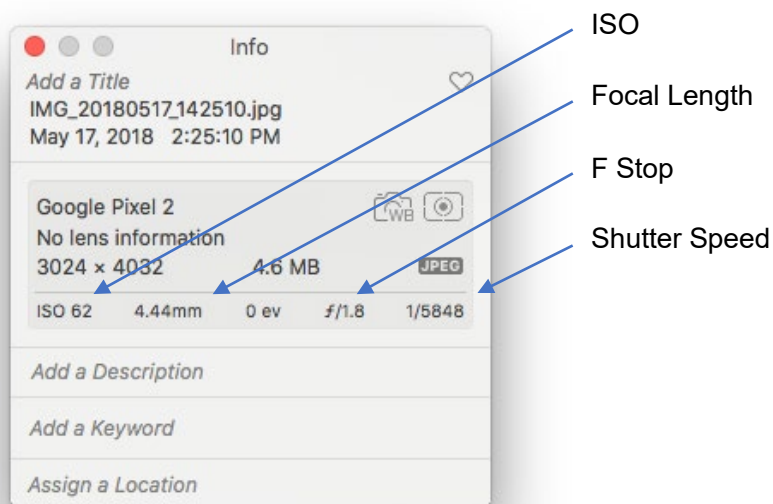 ISO
Info
Add a Title
IMG_20180517_142510.jpg
Focal Length
May 17, 2018 2:25:10 PM
F Stop
Google Pixel 2
WB
No lens information
Shutter Speed
3024 × 4032 4.6 MB JPEG
ISO 62 4.44mm 0 ev ƒ/1.8 1/5848
Add a Description
Add a Keyword
Assign a Location